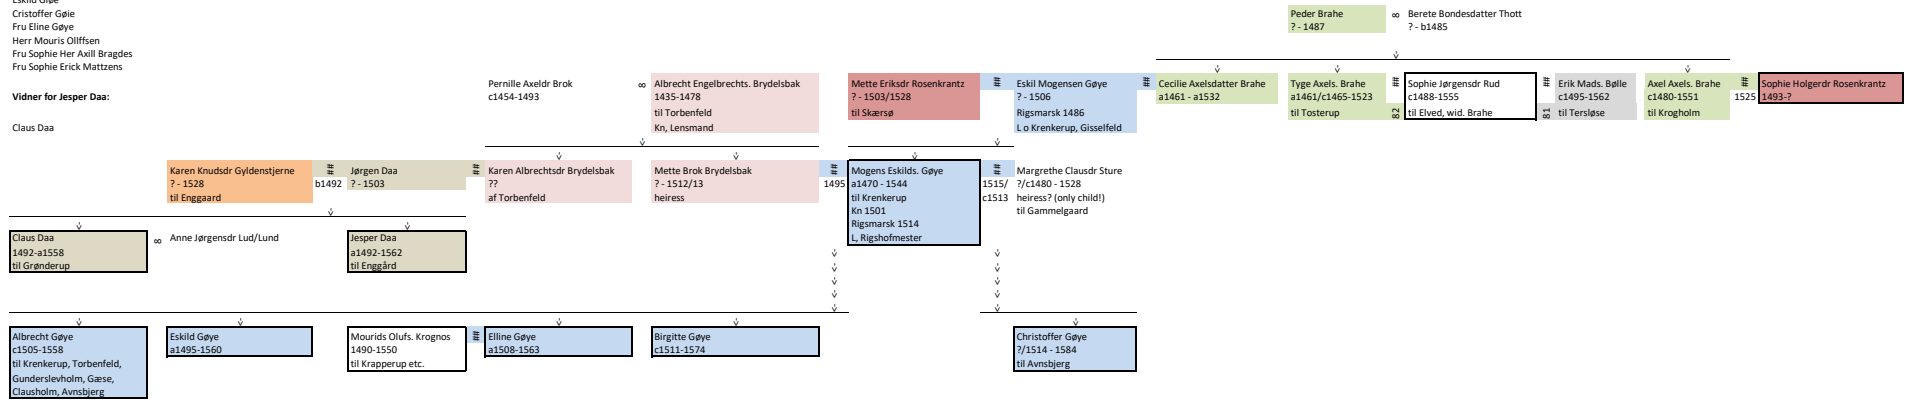 Cristoffer Gøie
Fru Eline Gøye
Herr Mouris Ollffsen
Fru Sophie Her Axill Bragdes
Fru Sophie Erick Mattzens
Vidner for Jesper Daa:
Claus Daa
Peder Brahe
? - 1487
∞
Berete Bondesdatter Thott
? - b1485
Pernille Axeldr Brok
c1454-1493
∞
Albrecht Engelbrechts. Brydelsbak
1435-1478
til Torbenfeld
Kn, Lensmand
Mette Eriksdr Rosenkrantz
? - 1503/1528
til Skærsø
##
Eskil Mogensen Gøye
? - 1506
Rigsmarsk 1486
L o Krenkerup, Gisselfeld
##
Cecilie Axelsdatter Brahe
a1461 - a1532
Tyge Axels. Brahe
a1461/c1465-1523
til Tosterup
##
82
Sophie Jørgensdr Rud
c1488-1555
til Elved, wid. Brahe
##
81
Erik Mads. Bølle
c1495-1562
til Tersløse
Axel Axels. Brahe
c1480-1551
til Krogholm
##
1525
Sophie Holgerdr Rosenkrantz
1493-?
Karen Knudsdr Gyldenstjerne
? - 1528
til Enggaard
##
b1492
Jørgen Daa
? - 1503
##
Karen Albrechtsdr Brydelsbak
??
af Torbenfeld
Mette Brok Brydelsbak
? - 1512/13
heiress
##
1495
Mogens Eskilds. Gøye
a1470 - 1544
til Krenkerup
Kn 1501
Rigsmarsk 1514
L, Rigshofmester
##
1515/
c1513
Margrethe Clausdr Sture
?/c1480 - 1528
heiress? (only child!)
til Gammelgaard
Claus Daa
1492-a1558
til Grønderup
∞
Anne Jørgensdr Lud/Lund
Jesper Daa
a1492-1562
til Enggård
Albrecht Gøye
c1505-1558
til Krenkerup, Torbenfeld,
Gunderslevholm, Gæse,
Clausholm, Avnsbjerg
Eskild Gøye
a1495-1560
Mourids Olufs. Krognos
1490-1550
til Krapperup etc.
##
Elline Gøye
a1508-1563
Birgitte Gøye
c1511-1574
Christoffer Gøye
?/1514 - 1584
til Avnsbjerg